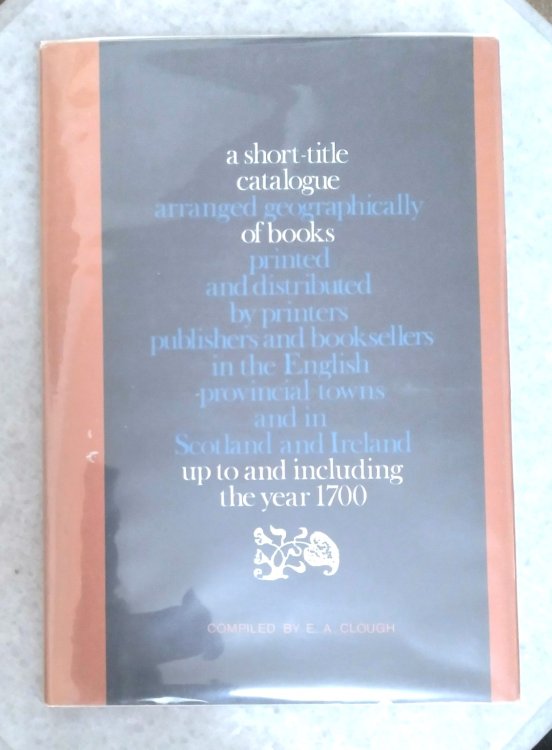 a short-title
catalogue
arranged geographically
of books
printed
and distributed
by printers
publishers and booksellers
in the English
-provincial towns
and in
Scotland and Ireland
up to and including
the year 1700
COMPILED BY E. A. CLOUGH